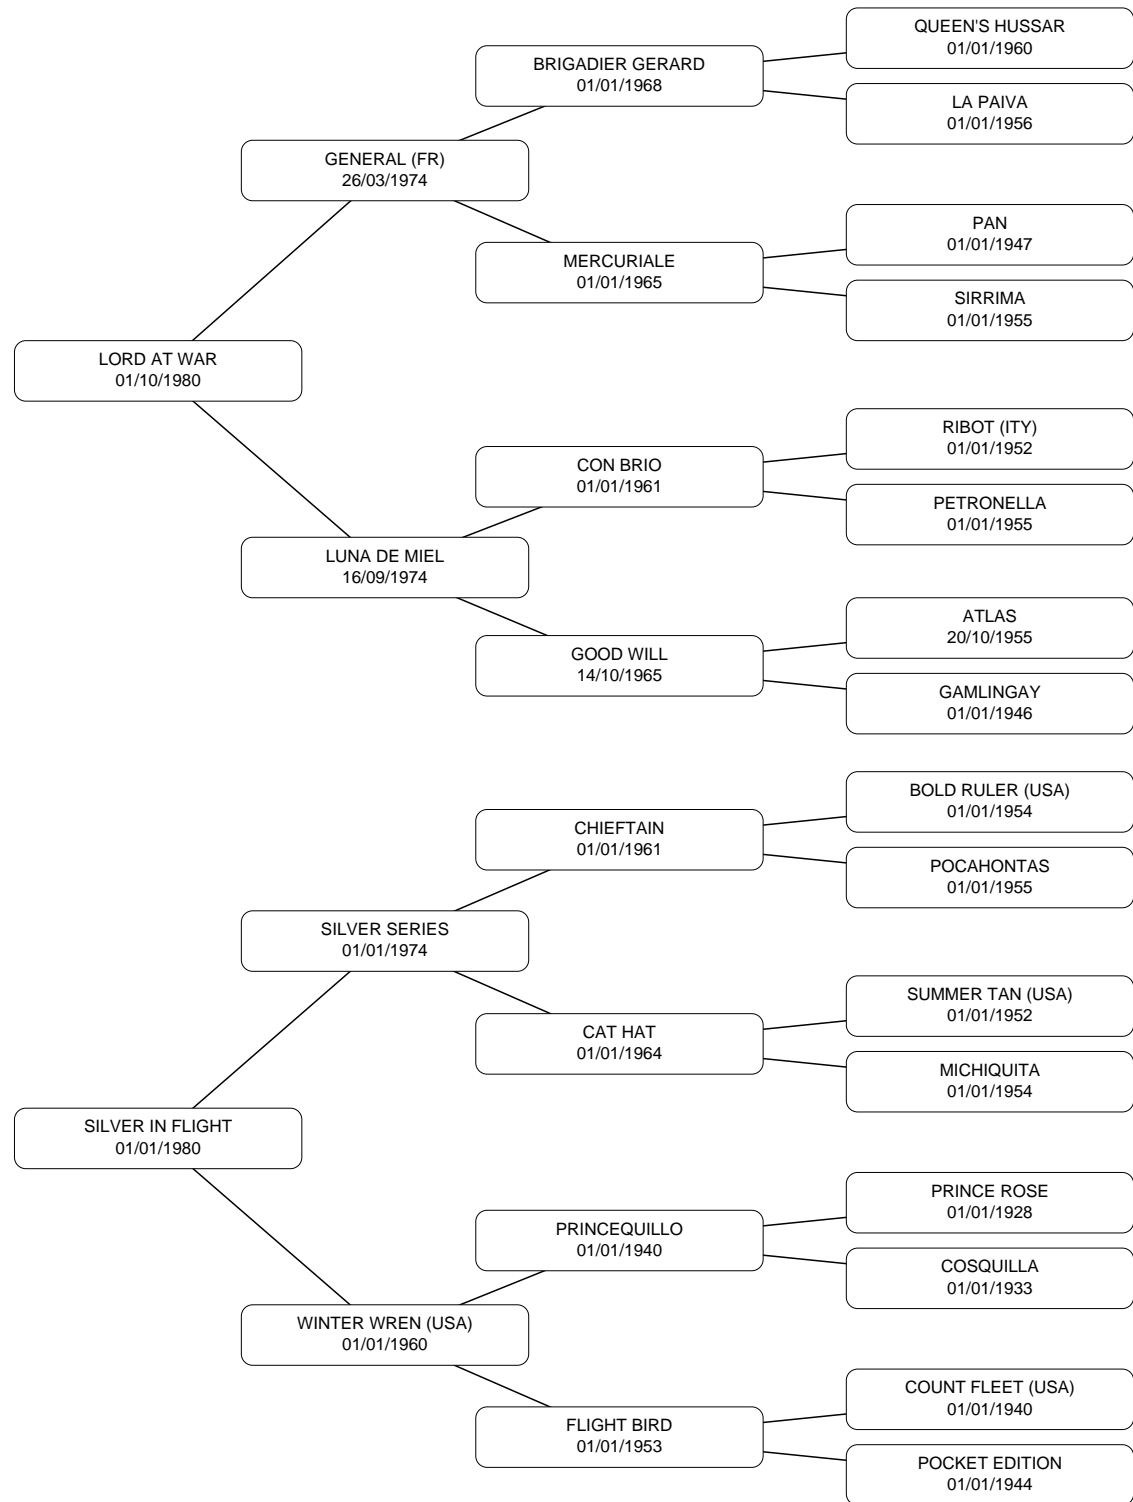 QUEEN'S HUSSAR
01/01/1960
BRIGADIER GERARD
01/01/1968
LA PAIVA
01/01/1956
GENERAL (FR)
26/03/1974
PAN
01/01/1947
MERCURIALE
01/01/1965
SIRRIMA
01/01/1955
LORD AT WAR
01/10/1980
RIBOT (ITY)
01/01/1952
CON BRIO
01/01/1961
PETRONELLA
01/01/1955
LUNA DE MIEL
16/09/1974
ATLAS
20/10/1955
GOOD WILL
14/10/1965
GAMLINGAY
01/01/1946
BOLD RULER (USA)
01/01/1954
CHIEFTAIN
01/01/1961
POCAHONTAS
01/01/1955
SILVER SERIES
01/01/1974
SUMMER TAN (USA)
01/01/1952
CAT HAT
01/01/1964
MICHIQUITA
01/01/1954
SILVER IN FLIGHT
01/01/1980
PRINCE ROSE
01/01/1928
PRINCEQUILLO
01/01/1940
COSQUILLA
01/01/1933
WINTER WREN (USA)
01/01/1960
COUNT FLEET (USA)
01/01/1940
FLIGHT BIRD
01/01/1953
POCKET EDITION
01/01/1944